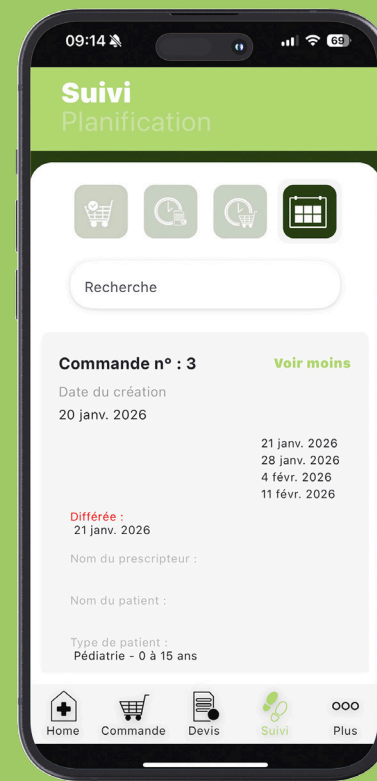 09:14
69
Suivi
Planification
Recherche
Commande n° : 3
Voir moins
Date du création
20 janv. 2026
21 janv. 2026
28 janv. 2026
4 févr. 2026
11 févr. 2026
Différée :
21 janv. 2026
Nom du prescripteur :
Nom du patient :
Type de patient :
Pédiatrie - 0 à 15 ans
Home
Commande
Devis
Suivi
Plus